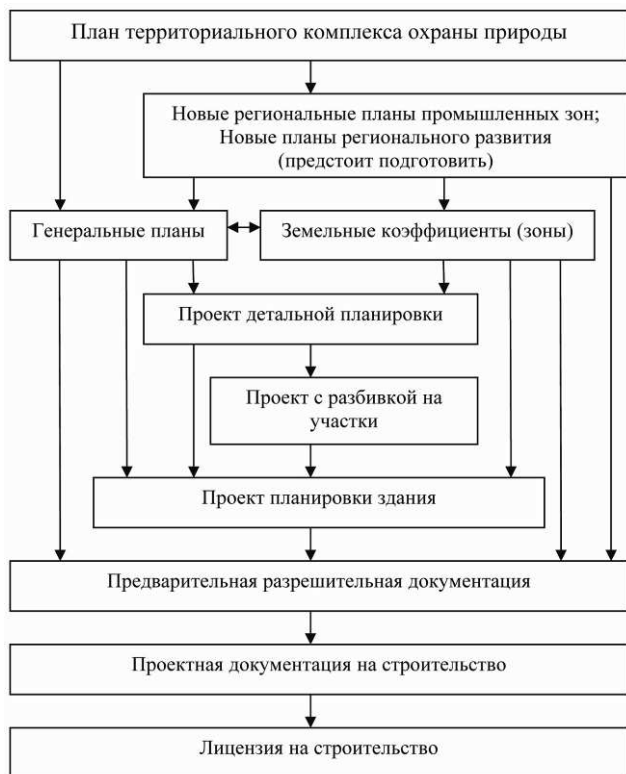 План территориального комплекса охраны природы
Новые региональные планы промышленных зон;
Новые планы регионального развития
(предстоит подготовить)
Генеральные планы
Земельные коэффициенты (зоны)
Проект детальной планировки
Проект с разбивкой на
участки
Проект планировки здания
Предварительная разрешительная документация
Проектная документация на строительство
Лицензия на строительство